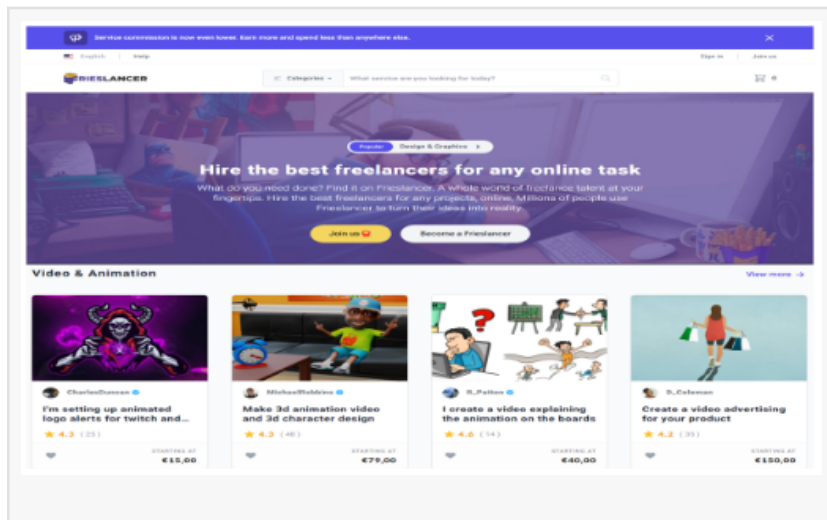 Service commission is now even lower. Earn more and spend less than anywhere else.
English Help Sign in Join us
FRIESLANCER Categories What service are you looking for today? 0
Popular Design & Graphics
Hire the best freelancers for any online task
What do you need done? Find it on Frieslancer. A whole world of freelance talent at your
fingertips. Hire the best freelancers for any projects, online. Millions of people use
Frieslancer to turn their ideas into reality.
Join us Become a Frieslancer
Video & Animation View more →
CharlesDuncan MichaelRobbins R_Patton D_Coleman
I'm setting up animated Make 3d animation video I create a video explaining Create a video advertising
logo alerts for twitch and... and 3d character design the animation on the boards for your product
4.3 (23) 4.3 (48) 4.6 (14) 4.2 (35)
STARTING AT STARTING AT STARTING AT STARTING AT
€15,00 €79,00 €40,00 €150,00